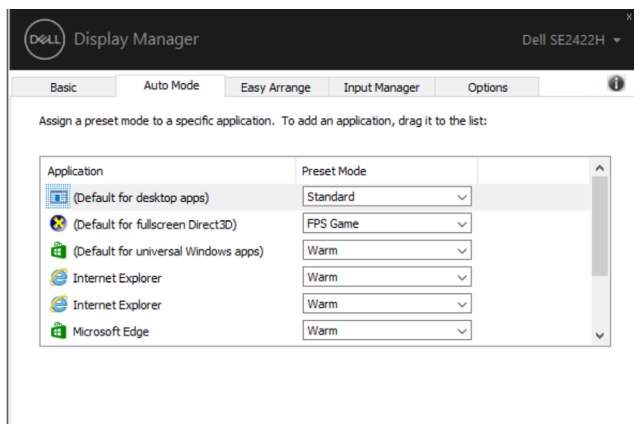 DELL Display Manager
Dell SE2422H
Basic Auto Mode Easy Arrange Input Manager Options
Assign a preset mode to a specific application. To add an application, drag it to the list:
Application Preset Mode
(Default for desktop apps) Standard
(Default for fullscreen Direct3D) FPS Game
(Default for universal Windows apps) Warm
Internet Explorer Warm
Internet Explorer Warm
Microsoft Edge Warm